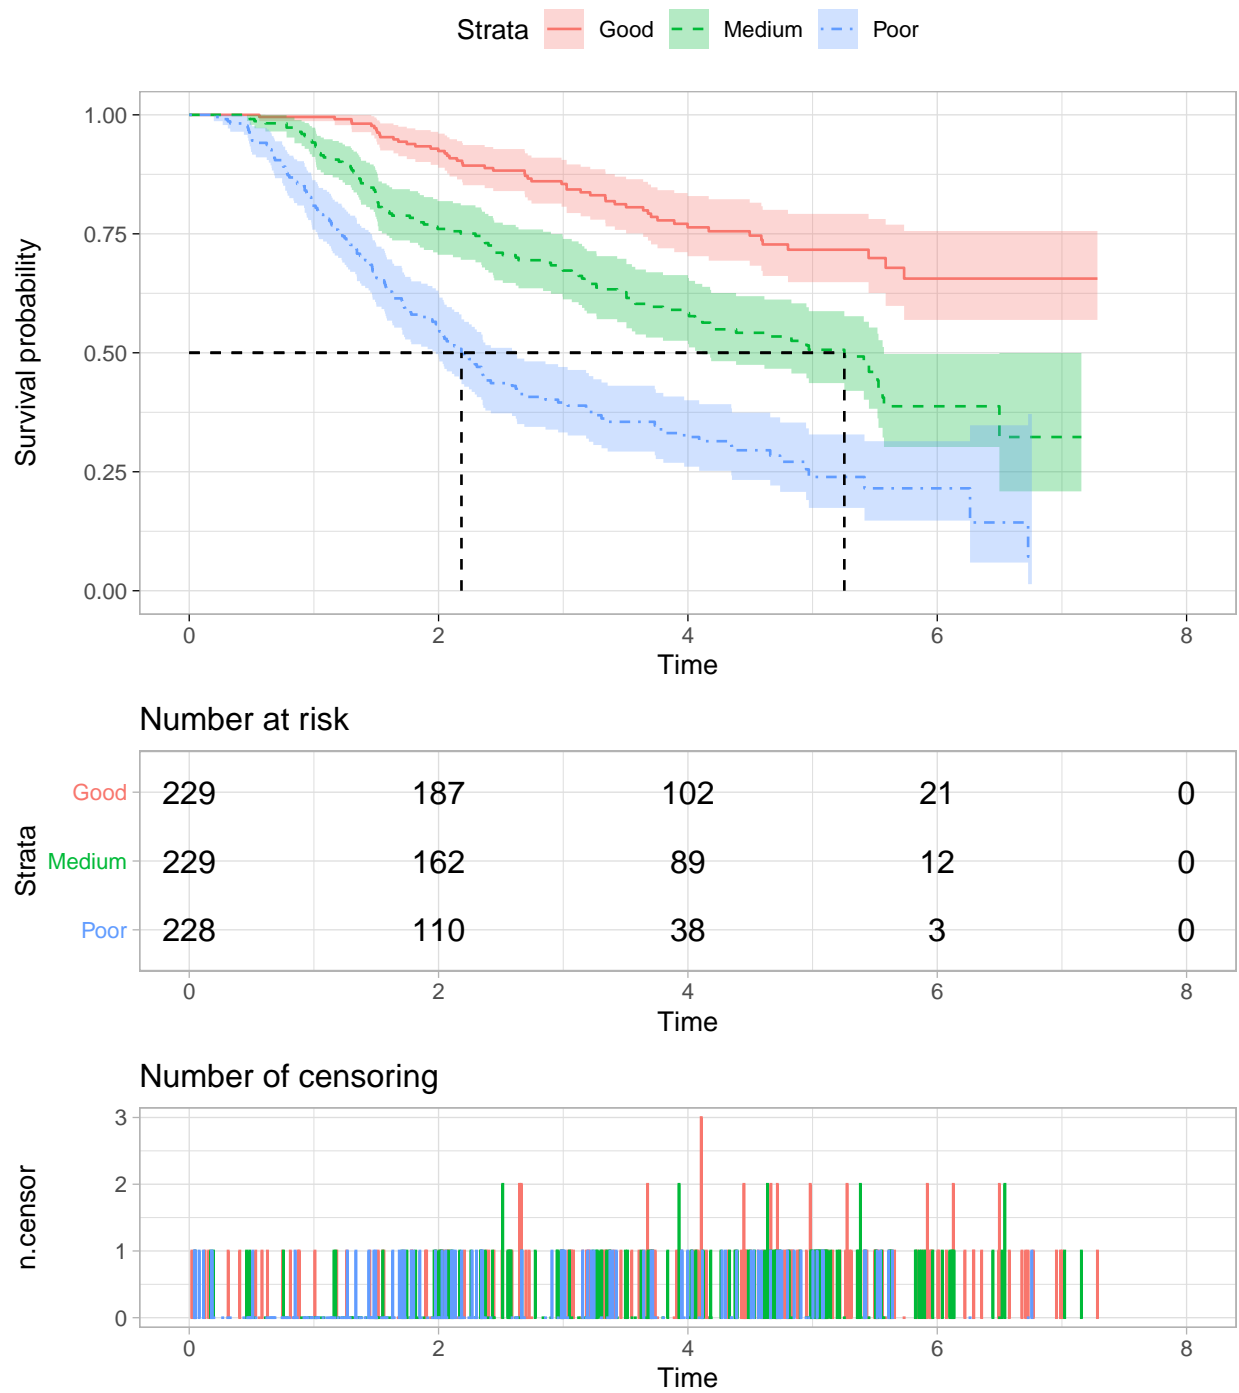 Strata Good Medium Poor
Survival probability
1.00
0.75
0.50
0.25
0.00
0 2 4 6 8
Time
Number at risk
Strata
Good 229 187 102 21 0
Medium 229 162 89 12 0
Poor 228 110 38 3 0
0 2 4 6 8
Time
Number of censoring
n.censor
3
2
1
0
0 2 4 6 8
Time